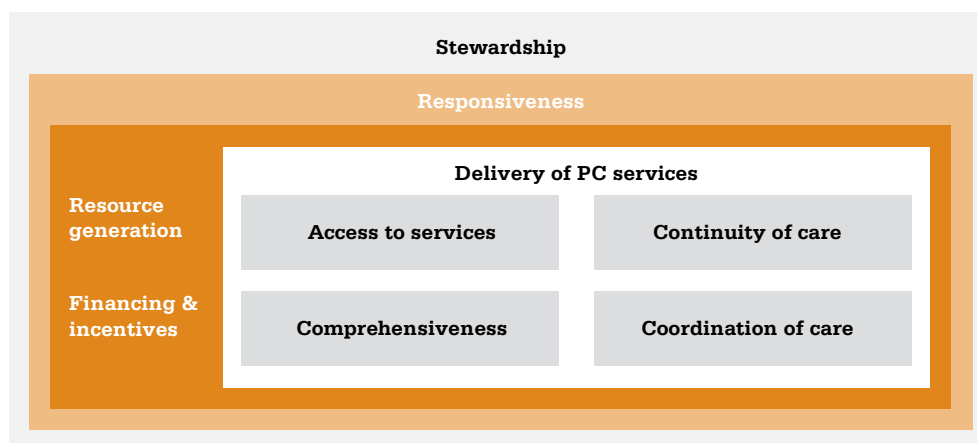 Stewardship
Responsiveness
Delivery of PC services
Resource
generation
Access to services
Continuity of care
Financing &
incentives
Comprehensiveness
Coordination of care